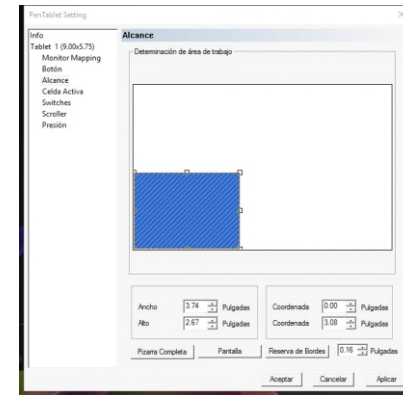 PenTablet Setting
Info
Tablet 1 (9.00x5.75)
Monitor Mapping
Botón
Alcance
Celda Activa
Switches
Scroller
Presión
Alcance
Determinación de área de trabajo
Ancho 3.74 Pulgadas
Alto 2.67 Pulgadas
Coordenada 0.00 Pulgadas
Coordenada 3.08 Pulgadas
Pizarra Completa
Pantalla
Reserva de Bordes 0.16 Pulgadas
Aceptar
Cancelar
Aplicar